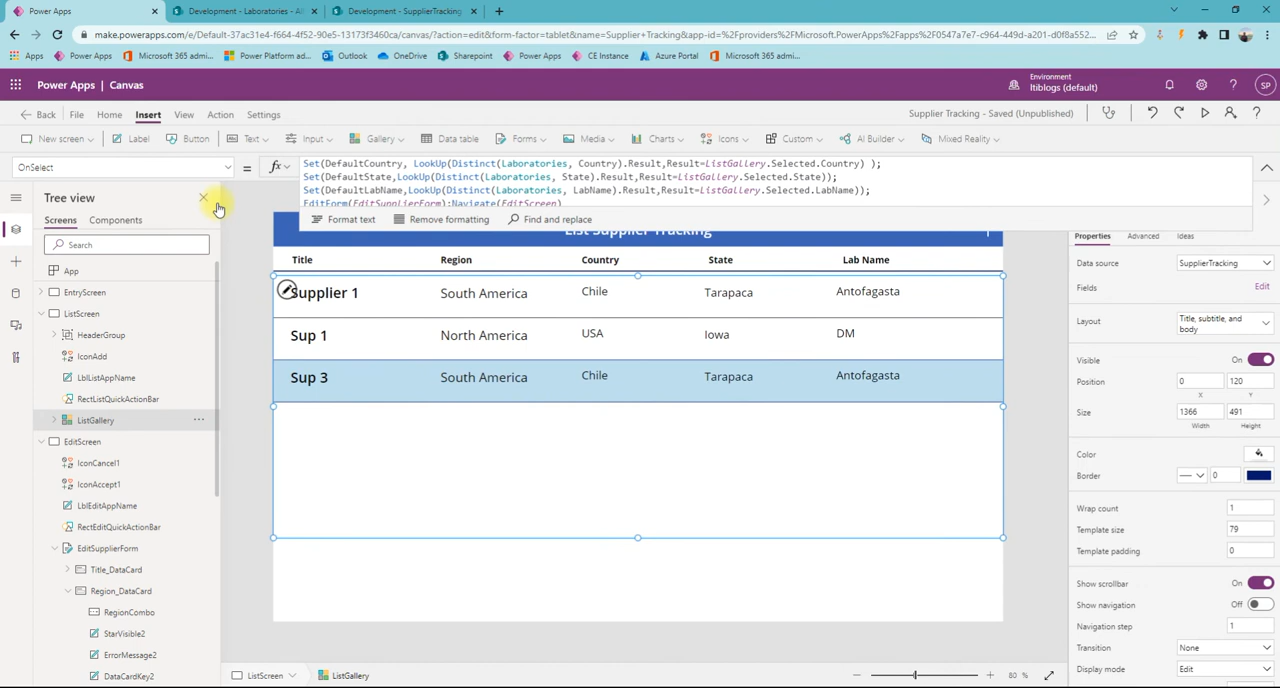 Power Apps
Development - Laboratories - Al
Development - SupplierTracking
make.powerapps.com/e/Default-37ac31e4-f664-4f52-90e5-3171f13460ca/canvas/?action=edit&form-factor=tablet&name=Supplier+Tracking&app-id=%2Fproviders%2FMicrosoft.PowerApps%2Fapps%2F0547a7e7-c964-449d-a201-d0f8a552...
Apps
Power Apps
Microsoft 365 admi...
Power Platform ad...
Outlook
OneDrive
Sharepoint
Power Apps
CE Instance
Azure Portal
Microsoft 365 admi...
Power Apps | Canvas
Environment
ltiblogs (default)
SP
Back
File
Home
Insert
View
Action
Settings
Supplier Tracking - Saved (Unpublished)
New screen
Label
Button
Text
Input
Gallery
Data table
Forms
Media
Charts
Icons
Custom
AI Builder
Mixed Reality
OnSelect
=
fx
Set(DefaultCountry, LookUp(Distinct(Laboratories, Country).Result,Result=ListGallery.Selected.Country) );
Set(DefaultState,LookUp(Distinct(Laboratories, State).Result,Result=ListGallery.Selected.State));
Set(DefaultLabName,LookUp(Distinct(Laboratories, LabName).Result,Result=ListGallery.Selected.LabName));
EditForm(EditSupplierForm);Navigate(EditScreen)
Format text
Remove formatting
Find and replace
Tree view
Screens
Components
Search
App
EntryScreen
ListScreen
HeaderGroup
IconAdd
LblListAppName
RectListQuickActionBar
ListGallery
EditScreen
IconCancel1
IconAccept1
LblEditAppName
RectEditQuickActionBar
EditSupplierForm
Title_DataCard
Region_DataCard
RegionCombo
StarVisible2
ErrorMessage2
DataCardKey2
List Supplier Tracking
Title Region Country State Lab Name
Supplier 1 South America Chile Tarapaca Antofagasta
Sup 1 North America USA Iowa DM
Sup 3 South America Chile Tarapaca Antofagasta
Properties
Advanced
Ideas
Data source
SupplierTracking
Fields
Edit
Layout
Title, subtitle, and
body
Visible
On
Position
0
120
X
Y
Size
1366
491
Width
Height
Color
Border
0
Wrap count
1
Template size
79
Template padding
0
Show scrollbar
On
Show navigation
Off
Navigation step
1
Transition
None
Display mode
Edit
ListScreen
ListGallery
80 %